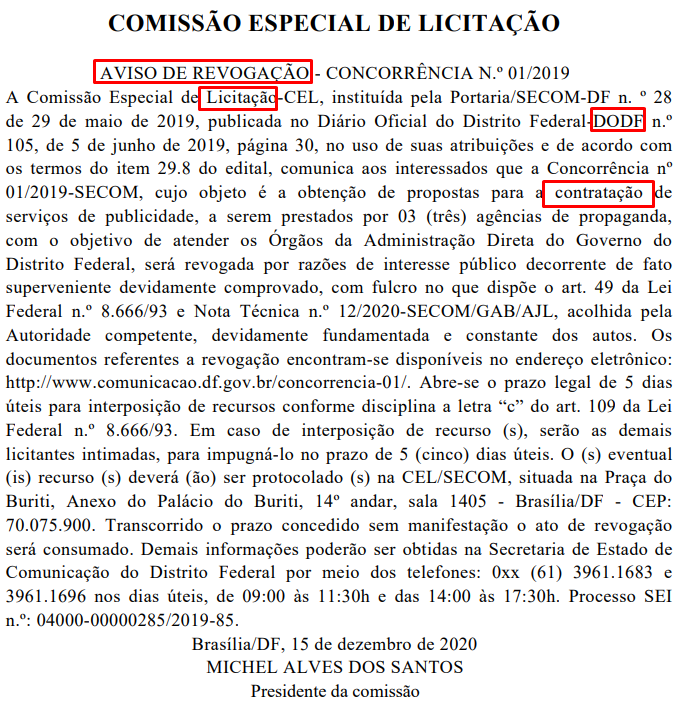 COMISSÃO ESPECIAL DE LICITAÇÃO
AVISO DE REVOGAÇÃO - CONCORRÊNCIA N.º 01/2019
A Comissão Especial de Licitação-CEL, instituída pela Portaria/SECOM-DF n. º 28
de 29 de maio de 2019, publicada no Diário Oficial do Distrito Federal-DODF n.º
105, de 5 de junho de 2019, página 30, no uso de suas atribuições e de acordo com
os termos do item 29.8 do edital, comunica aos interessados que a Concorrência nº
01/2019-SECOM, cujo objeto é a obtenção de propostas para a contratação de
serviços de publicidade, a serem prestados por 03 (três) agências de propaganda,
com o objetivo de atender os Órgãos da Administração Direta do Governo do
Distrito Federal, será revogada por razões de interesse público decorrente de fato
superveniente devidamente comprovado, com fulcro no que dispõe o art. 49 da Lei
Federal n.º 8.666/93 e Nota Técnica n.º 12/2020-SECOM/GAB/AJL, acolhida pela
Autoridade competente, devidamente fundamentada e constante dos autos. Os
documentos referentes a revogação encontram-se disponíveis no endereço eletrônico:
http://www.comunicacao.df.gov.br/concorrencia-01/. Abre-se o prazo legal de 5 dias
úteis para interposição de recursos conforme disciplina a letra “c” do art. 109 da Lei
Federal n.º 8.666/93. Em caso de interposição de recurso (s), serão as demais
licitantes intimadas, para impugná-lo no prazo de 5 (cinco) dias úteis. O (s) eventual
(is) recurso (s) deverá (ão) ser protocolado (s) na CEL/SECOM, situada na Praça do
Buriti, Anexo do Palácio do Buriti, 14º andar, sala 1405 - Brasília/DF - CEP:
70.075.900. Transcorrido o prazo concedido sem manifestação o ato de revogação
será consumado. Demais informações poderão ser obtidas na Secretaria de Estado de
Comunicação do Distrito Federal por meio dos telefones: 0xx (61) 3961.1683 e
3961.1696 nos dias úteis, de 09:00 às 11:30h e das 14:00 às 17:30h. Processo SEI
n.º: 04000-00000285/2019-85.
Brasília/DF, 15 de dezembro de 2020
MICHEL ALVES DOS SANTOS
Presidente da comissão